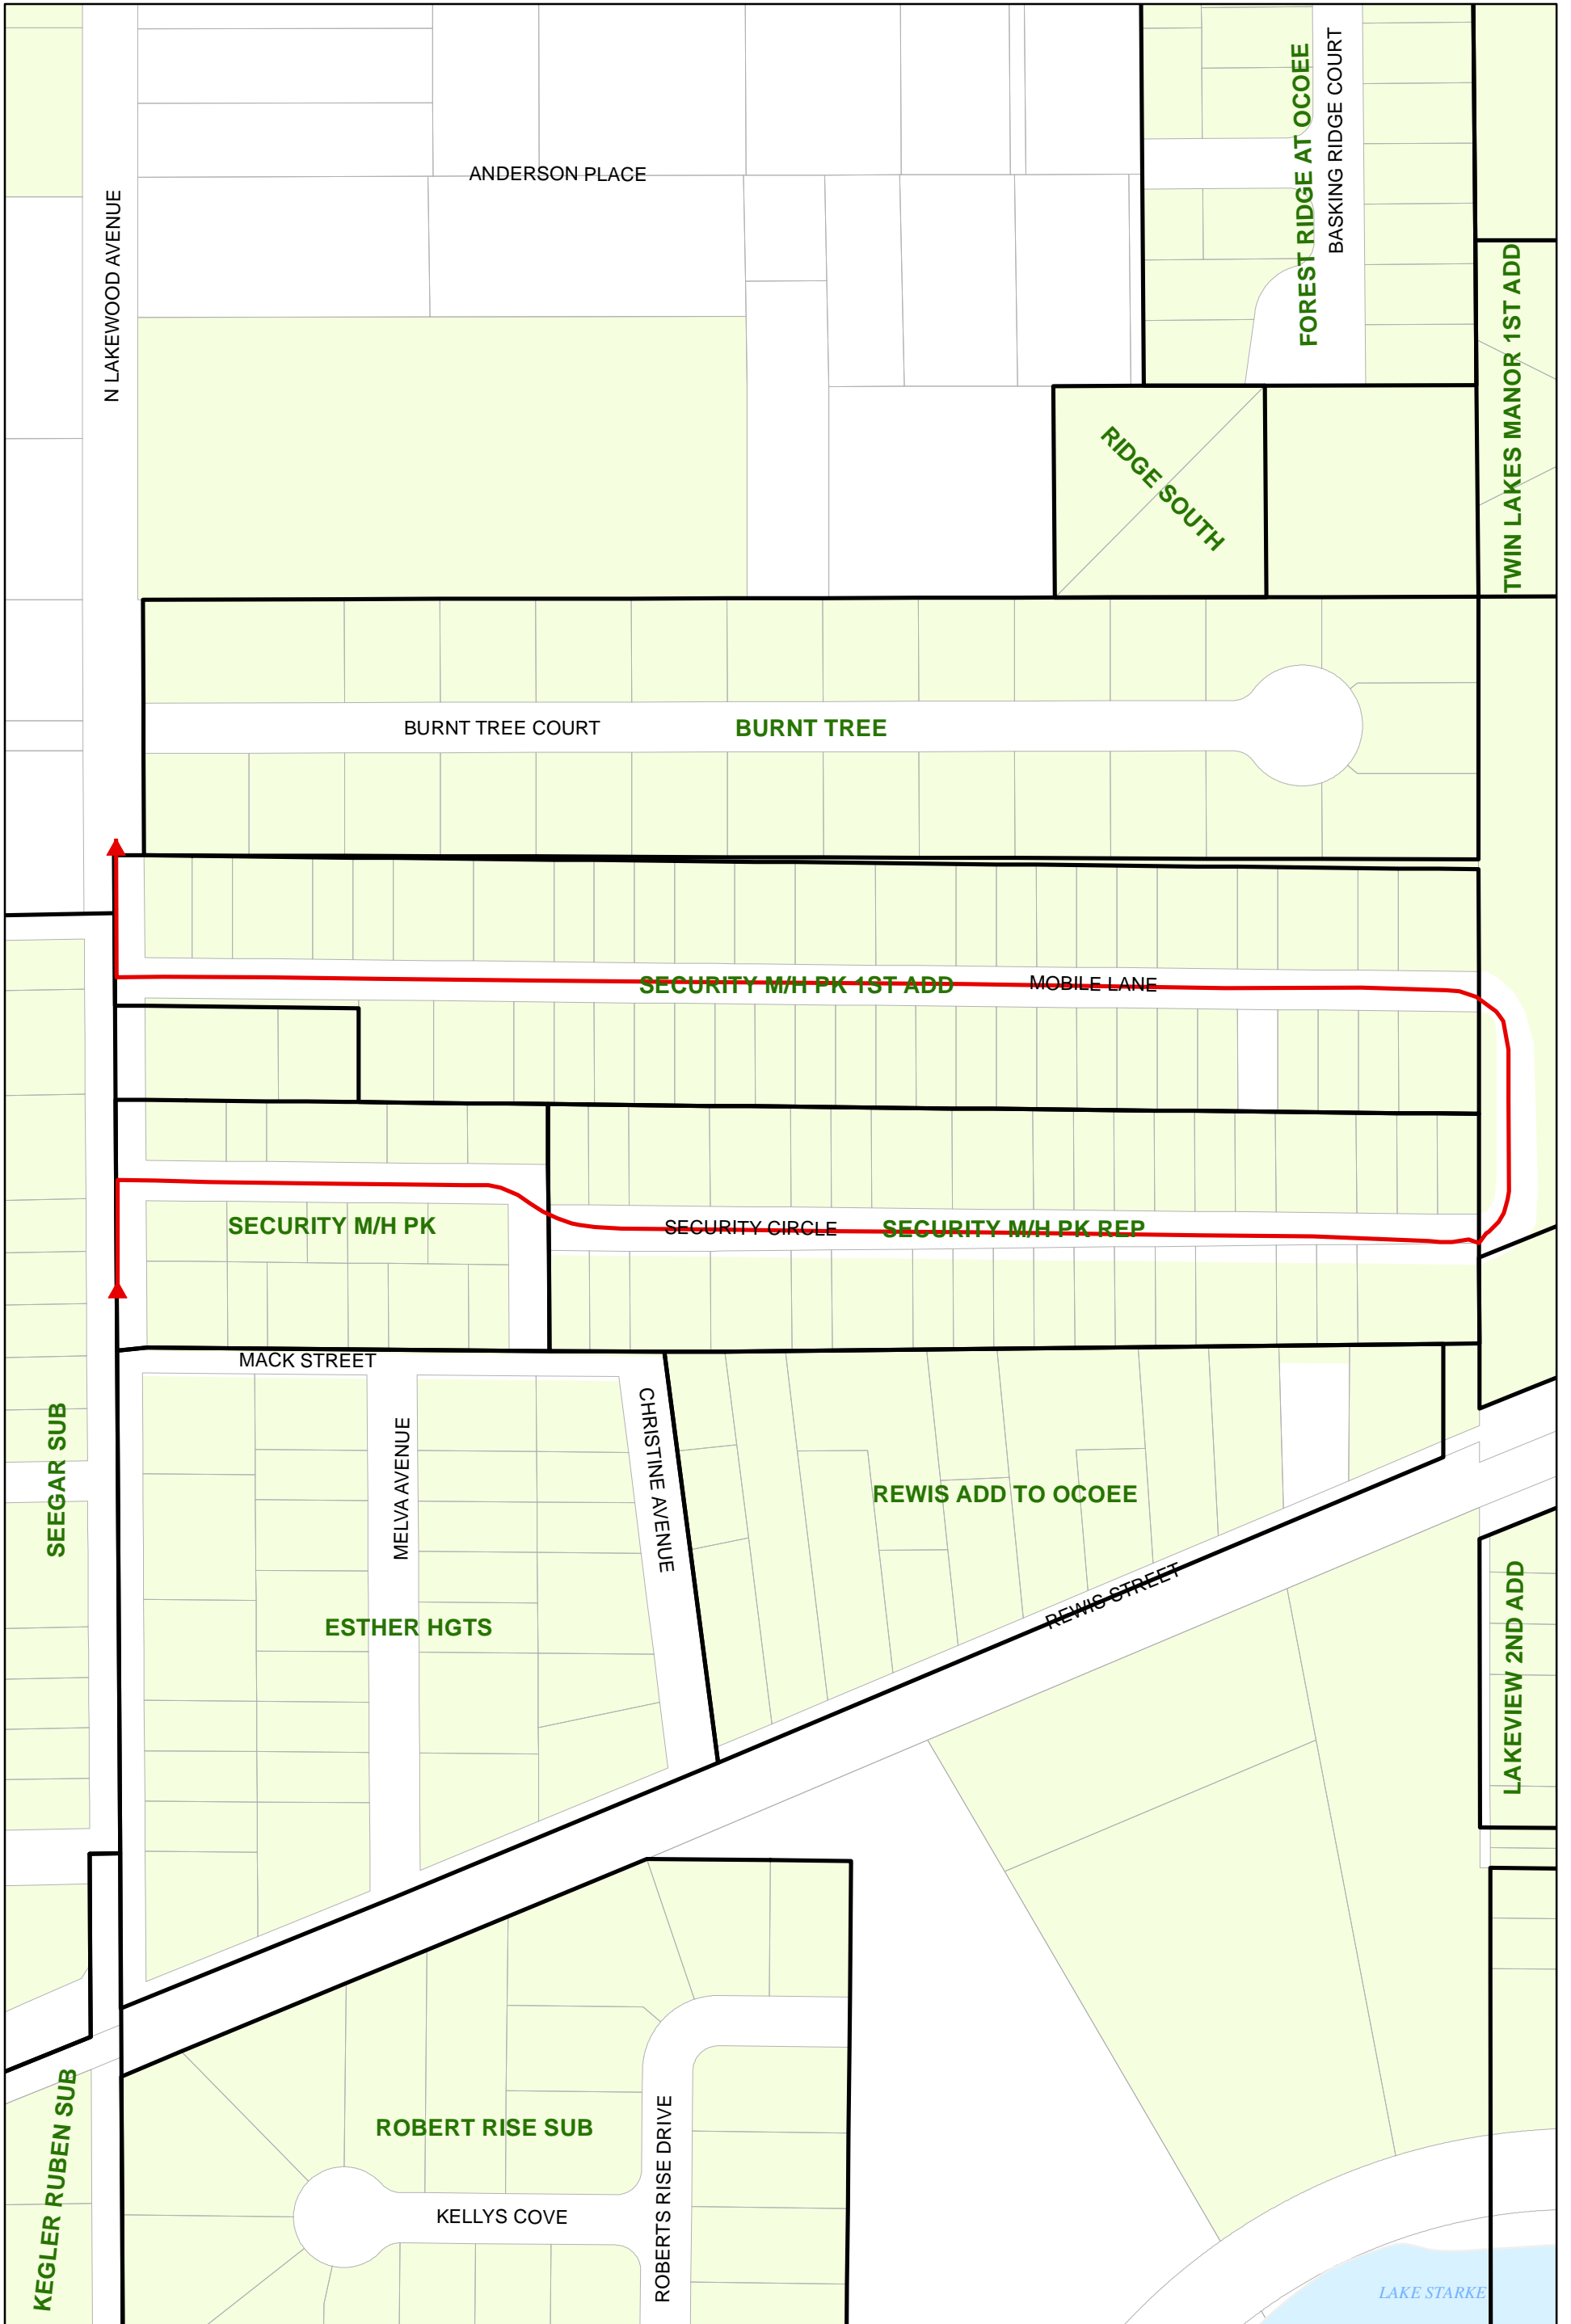 FOREST RIDGE AT OCOEE
BASKING RIDGE COURT
ANDERSON PLACE
N LAKEWOOD AVENUE
TWIN LAKES MANOR 1ST ADD
RIDGE SOUTH
BURNT TREE COURT
BURNT TREE
SECURITY M/H PK 1ST ADD
MOBILE LANE
SECURITY M/H PK
SECURITY CIRCLE
SECURITY M/H PK REP
MACK STREET
SEEGAR SUB
MELVA AVENUE
CHRISTINE AVENUE
REWIS ADD TO OCOEE
REWIS STREET
ESTHER HGTS
LAKEVIEW 2ND ADD
ROBERT RISE SUB
KEGLER RUBEN SUB
KELLYS COVE
ROBERTS RISE DRIVE
LAKE STARKE